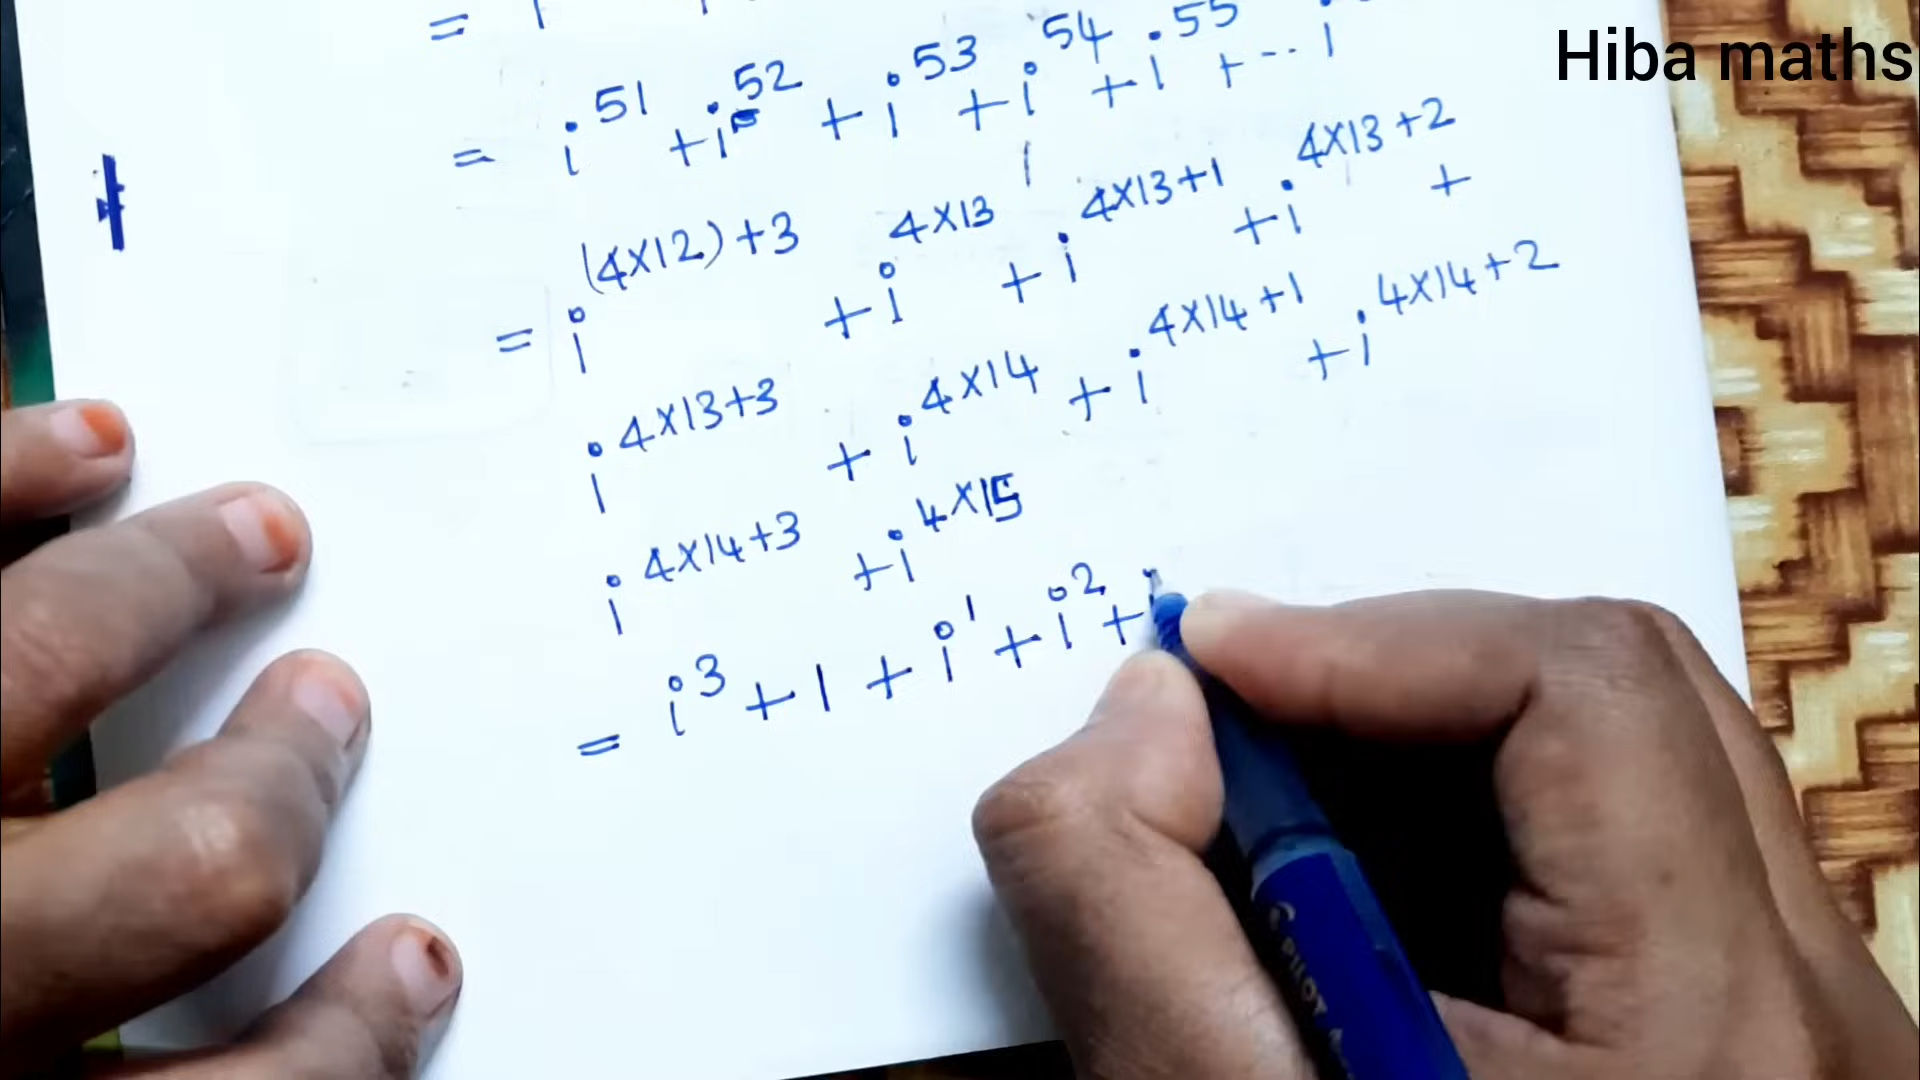 Hiba maths
= i
= i^51 + i^52 + i^53 + i^54 + i^55 + -- i
= i^(4×12)+3 + i^4×13 + i^4×13+1 + i^4×13+2 +
i^4×13+3 + i^4×14 + i^4×14+1 + i^4×14+2
i^4×14+3 + i^4×15
= i^3 + 1 + i^1 + i^2 +
PILOT